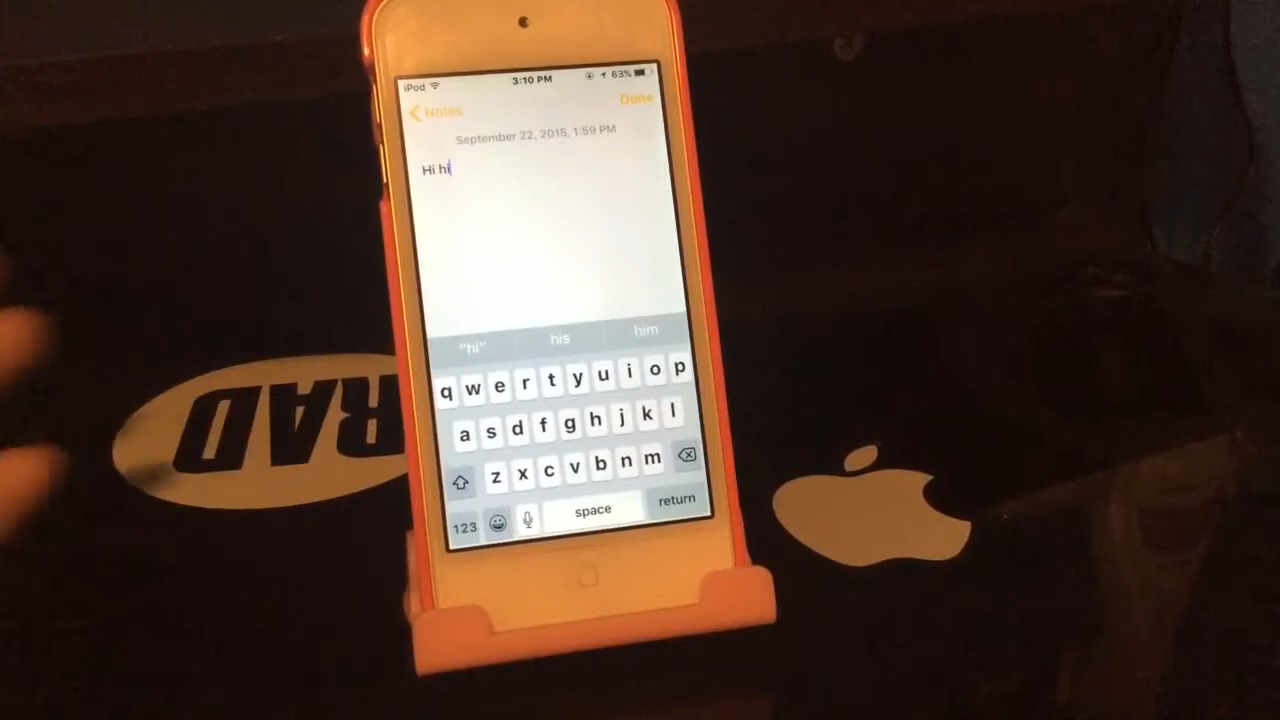 iPod 3:10 PM 63%
Notes Done
September 22, 2015, 1:59 PM
Hi hi
"hi" his him
q w e r t y u i o p
a s d f g h j k l
z x c v b n m
123 space return
RAD